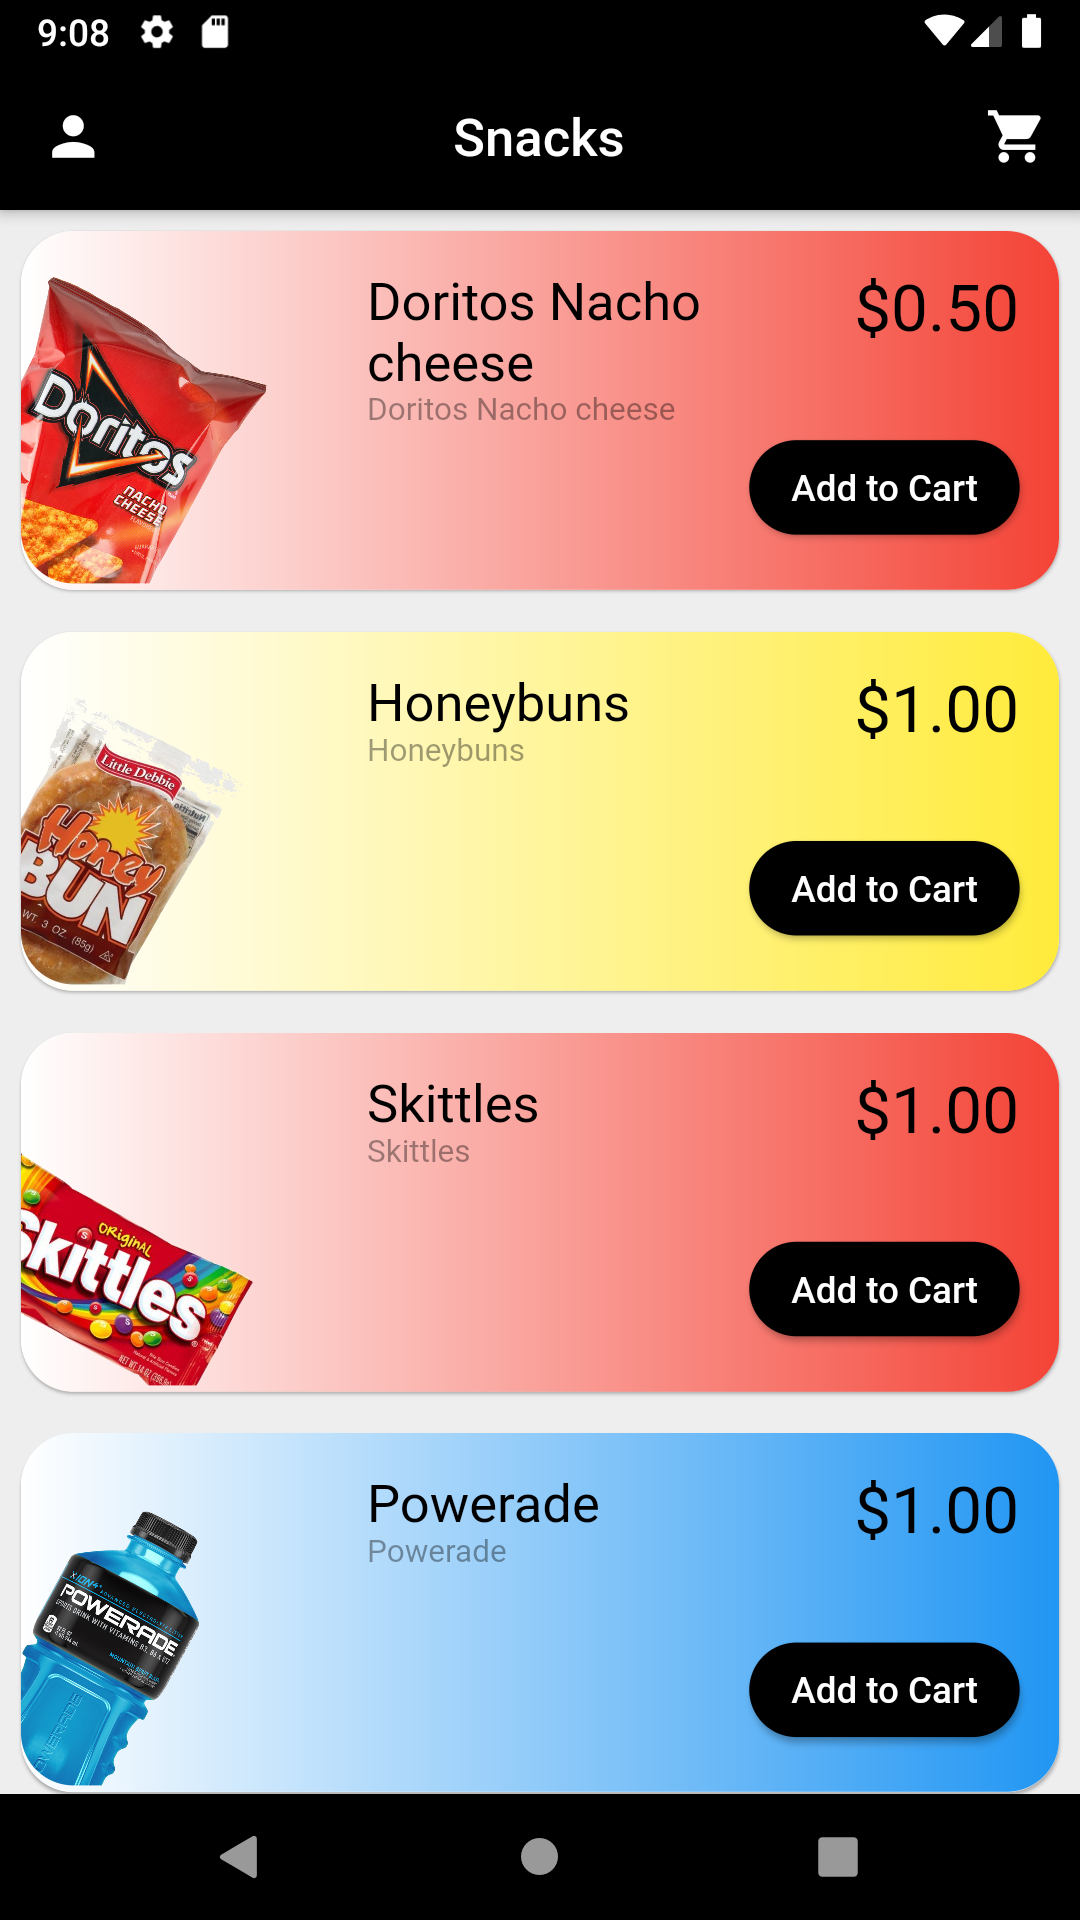 9:08
Snacks
Doritos Nacho
cheese
Doritos Nacho cheese
$0.50
Add to Cart
Doritos
NACHO
CHEESE
Honeybuns
Honeybuns
$1.00
Add to Cart
Little Debbie
Honey
BUN
WT. 3 OZ. (85g)
Skittles
Skittles
$1.00
Add to Cart
ORiginAL
Skittles
Powerade
Powerade
$1.00
Add to Cart
POWERADE